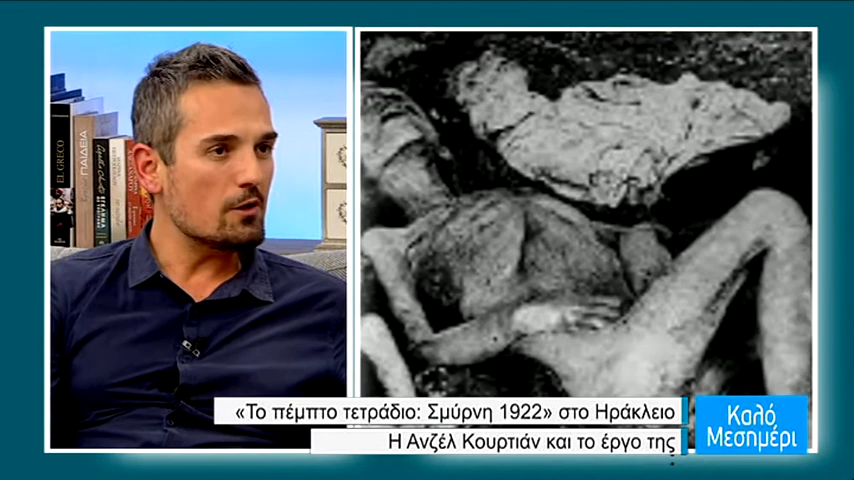 EL GRECO
ΠΑΙΔΕΙΑ
«Το πέμπτο τετράδιο: Σμύρνη 1922» στο Ηράκλειο
Η Ανζέλ Κουρτιάν και το έργο της
Καλό
Μεσημέρι